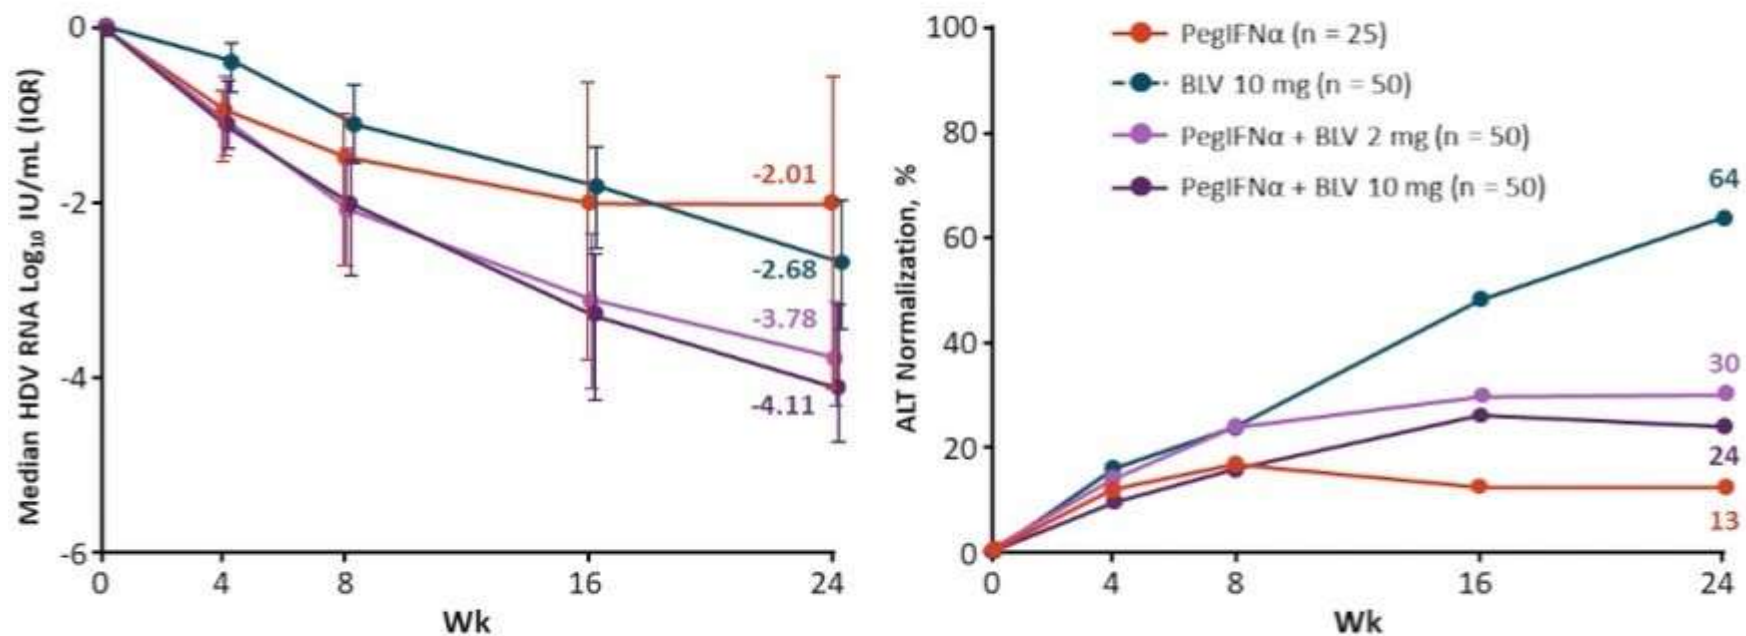 Median HDV RNA Log10 IU/mL (IQR)
0
-2
-4
-6
-2.01
-2.68
-3.78
-4.11
0 4 8 16 24
Wk
ALT Normalization, %
100
80
60
40
20
0
PegIFNα (n = 25)
BLV 10 mg (n = 50)
PegIFNα + BLV 2 mg (n = 50)
PegIFNα + BLV 10 mg (n = 50)
64
30
24
13
0 4 8 16 24
Wk